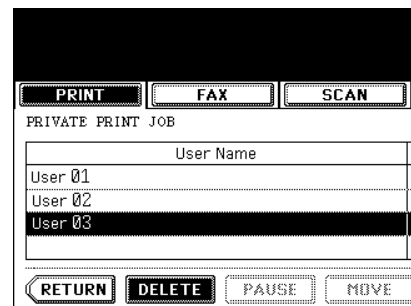 PRINT FAX SCAN
PRIVATE PRINT JOB
User Name
User 01
User 02
User 03
RETURN DELETE PAUSE MOVE